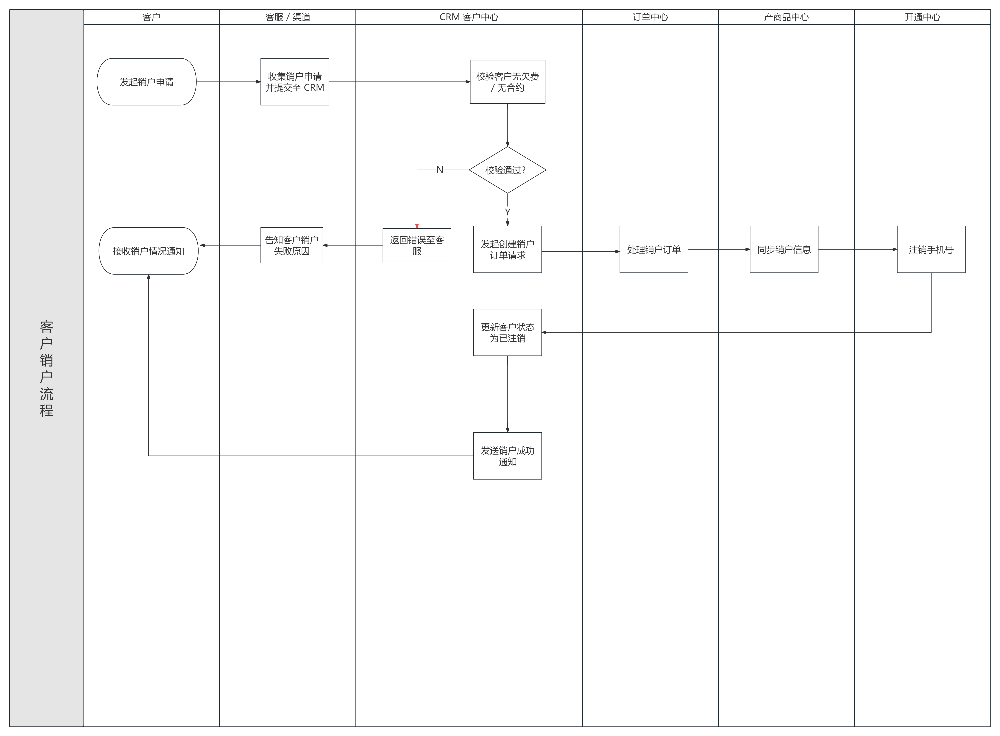 客户销户流程
客户
客服 / 渠道
CRM 客户中心
订单中心
产商品中心
开通中心
发起销户申请
收集销户申请
并提交至 CRM
校验客户无欠费
/ 无合约
校验通过?
N
Y
接收销户情况通知
告知客户销户
失败原因
返回错误至客
服
发起创建销户
订单请求
处理销户订单
同步销户信息
注销手机号
更新客户状态
为已注销
发送销户成功
通知